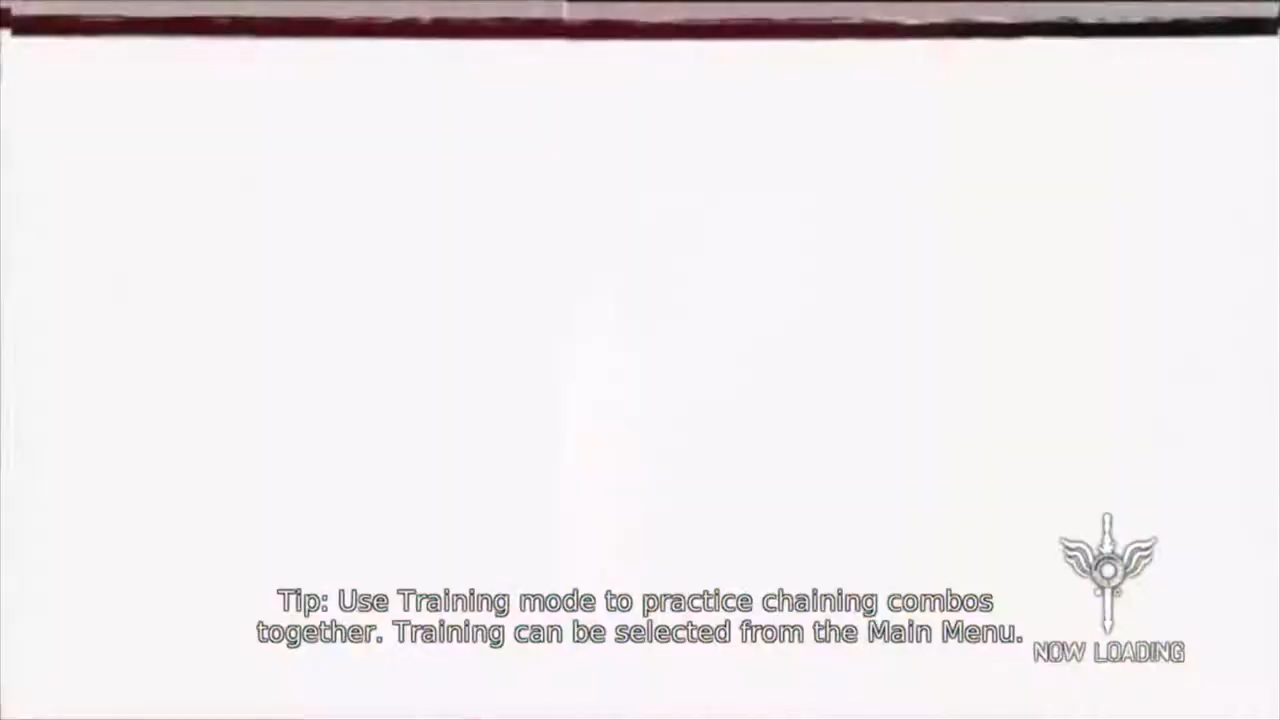 Tip: Use Training mode to practice chaining combos
together. Training can be selected from the Main Menu.
NOW LOADING